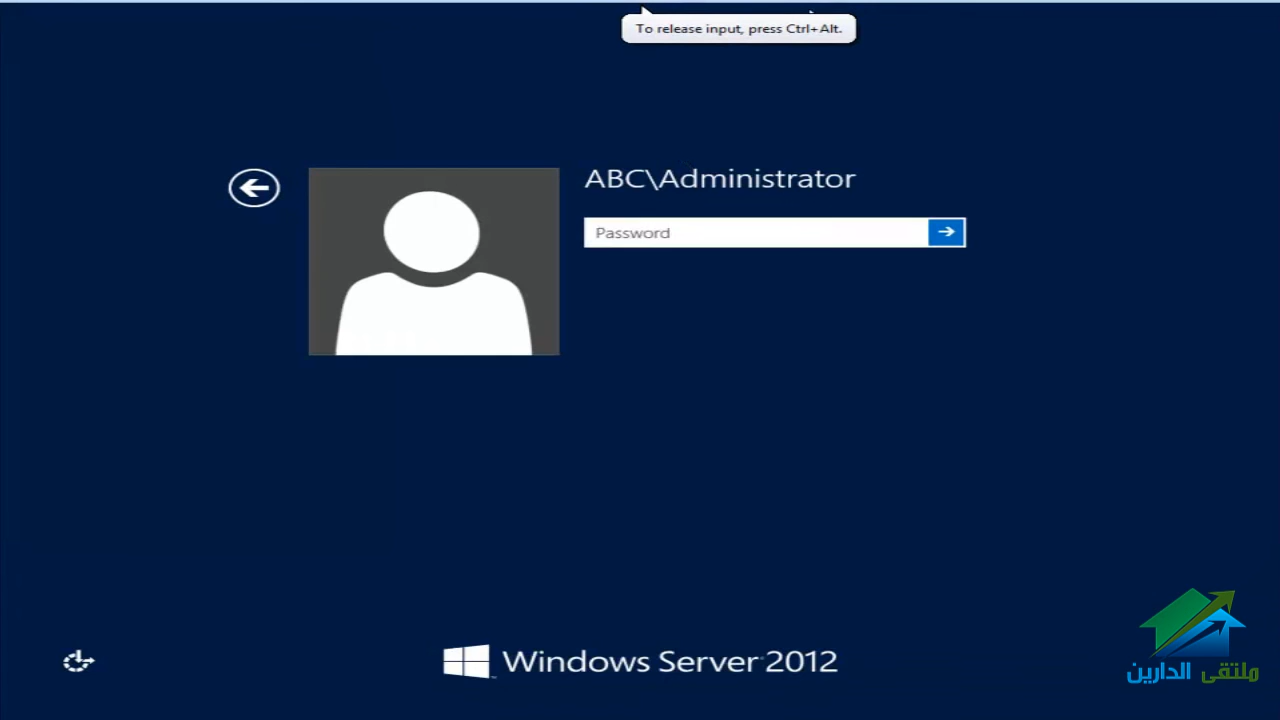 To release input, press Ctrl+Alt.
ABC\Administrator
Password
Windows Server 2012
ملتقى الدارين